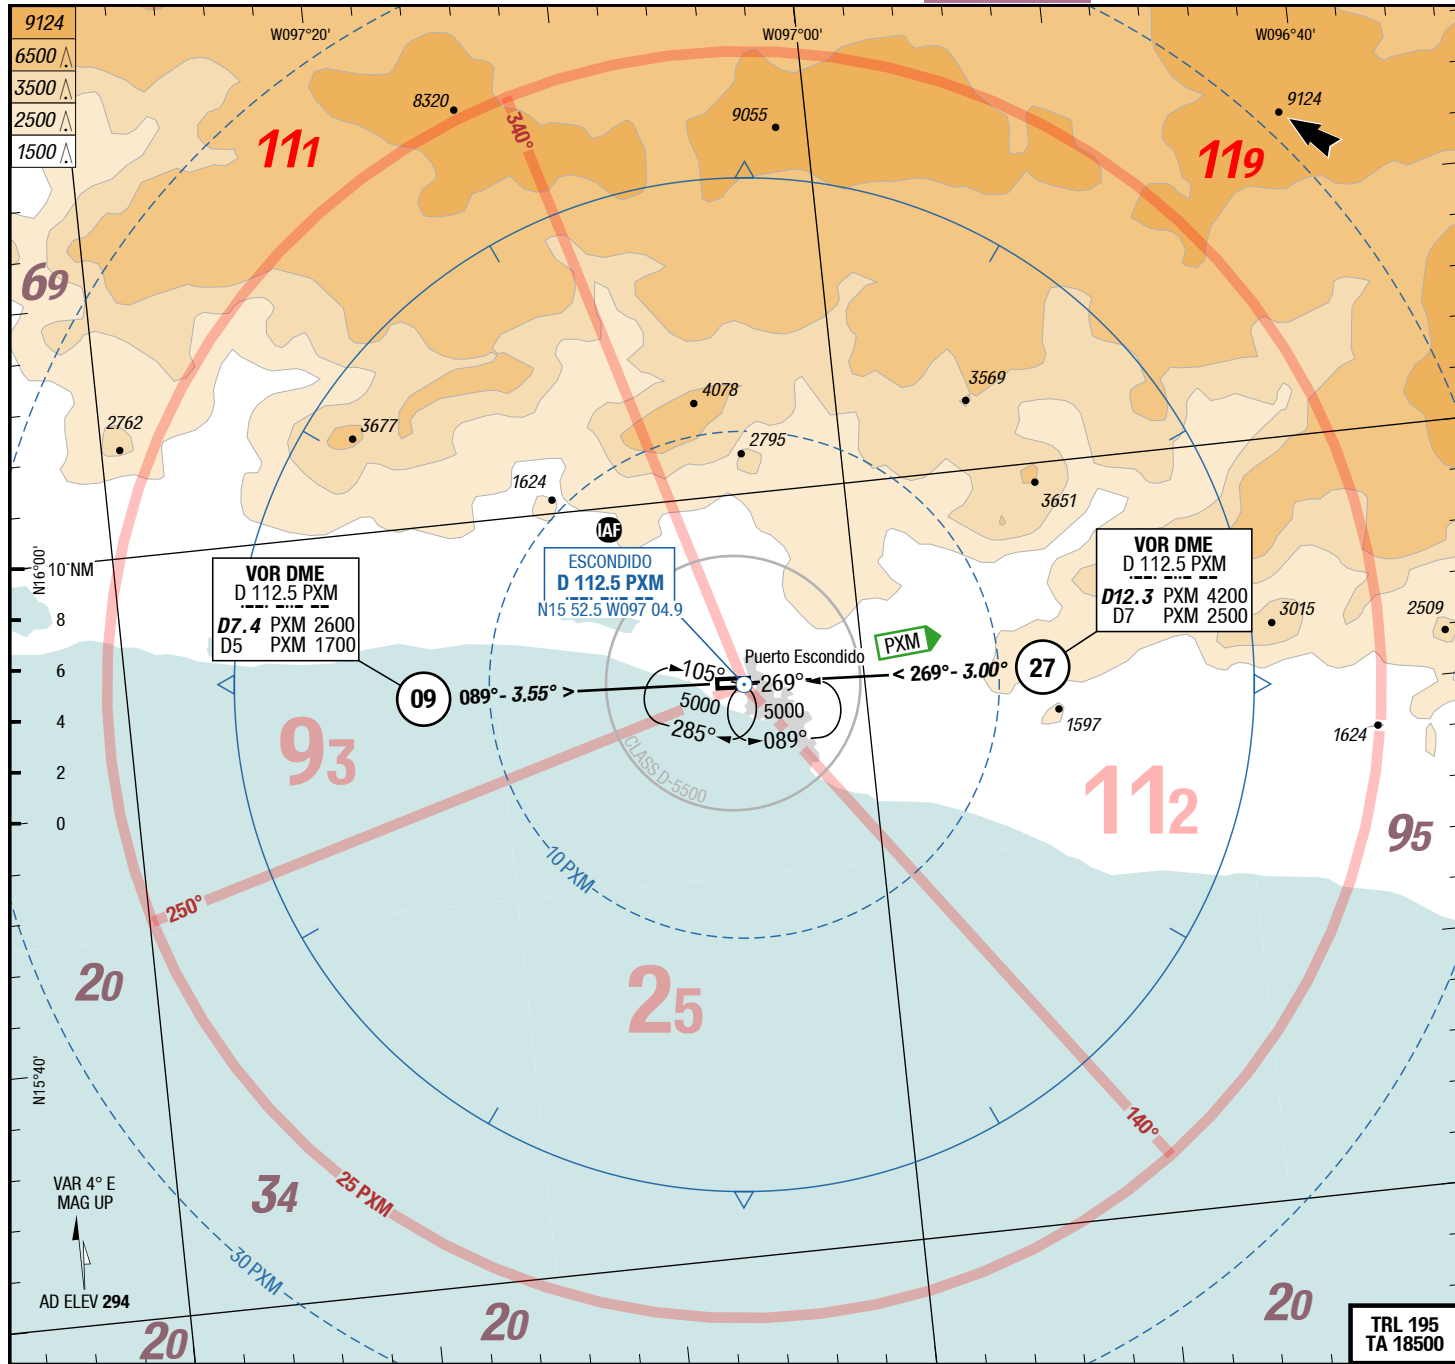 9124
6500
3500
2500
1500
W097°20'
W097°00'
W096°40'
8320
340°
9055
9124
111
119
69
2762
3677
4078
3569
2795
1624
3651
IAF
N16°00'
10 NM
8
6
4
2
0
VOR DME
D 112.5 PXM
D7.4 PXM 2600
D5 PXM 1700
ESCONDIDO
D 112.5 PXM
N15 52.5 W097 04.9
VOR DME
D 112.5 PXM
D12.3 PXM 4200
D7 PXM 2500
3015
2509
Puerto Escondido
PXM
09
089° - 3.55° >
105°
269°
< 269° - 3.00°
27
5000
5000
285°
089°
1597
1624
CLASS D-5500
93
112
95
10 PXM
250°
20
25
N15°40'
140°
VAR 4° E
MAG UP
34
25 PXM
30 PXM
AD ELEV 294
20
20
20
TRL 195
TA 18500